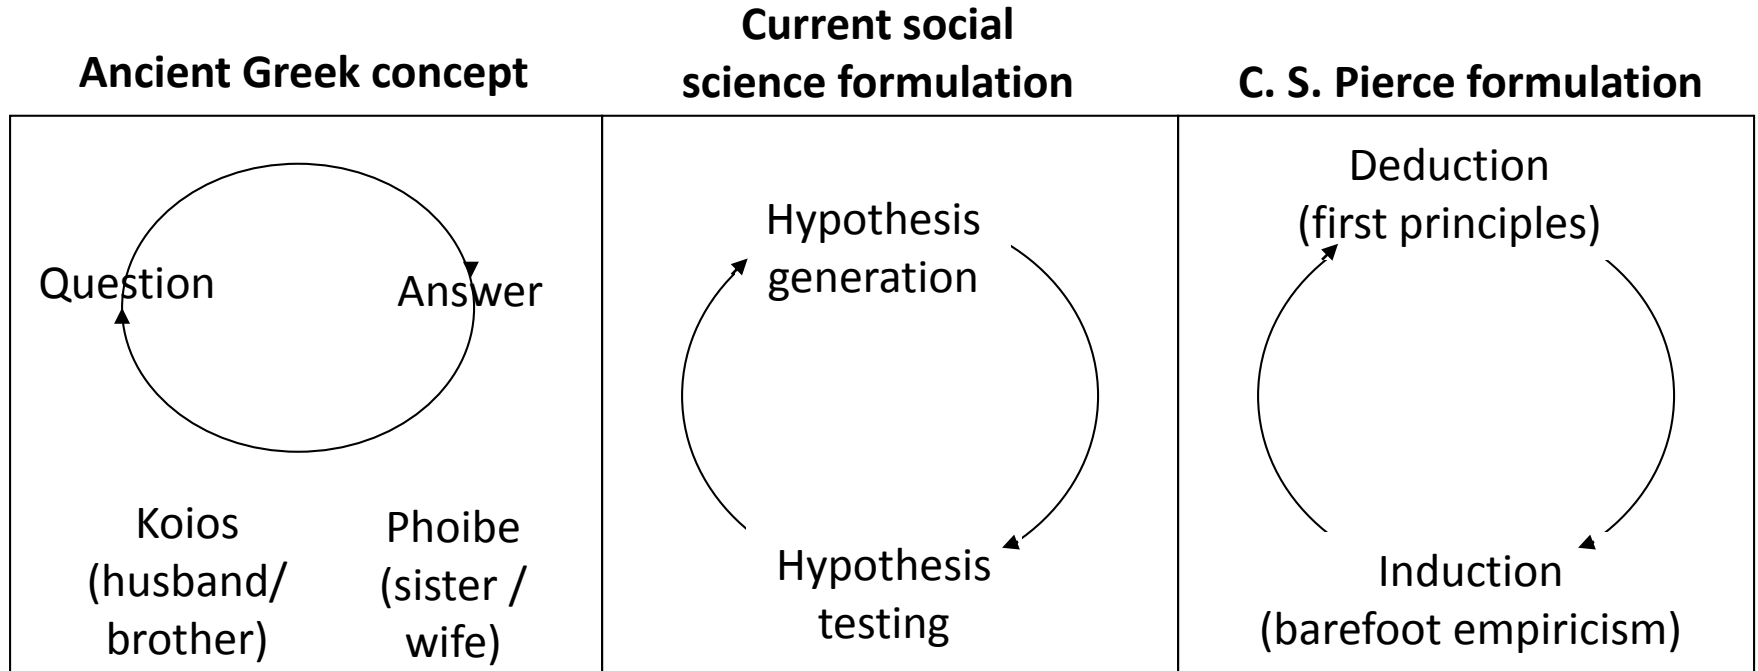 Ancient Greek concept
Current social
science formulation
C. S. Pierce formulation
Question
Answer
Koios
(husband/
brother)
Phoibe
(sister /
wife)
Hypothesis
generation
Hypothesis
testing
Deduction
(first principles)
Induction
(barefoot empiricism)